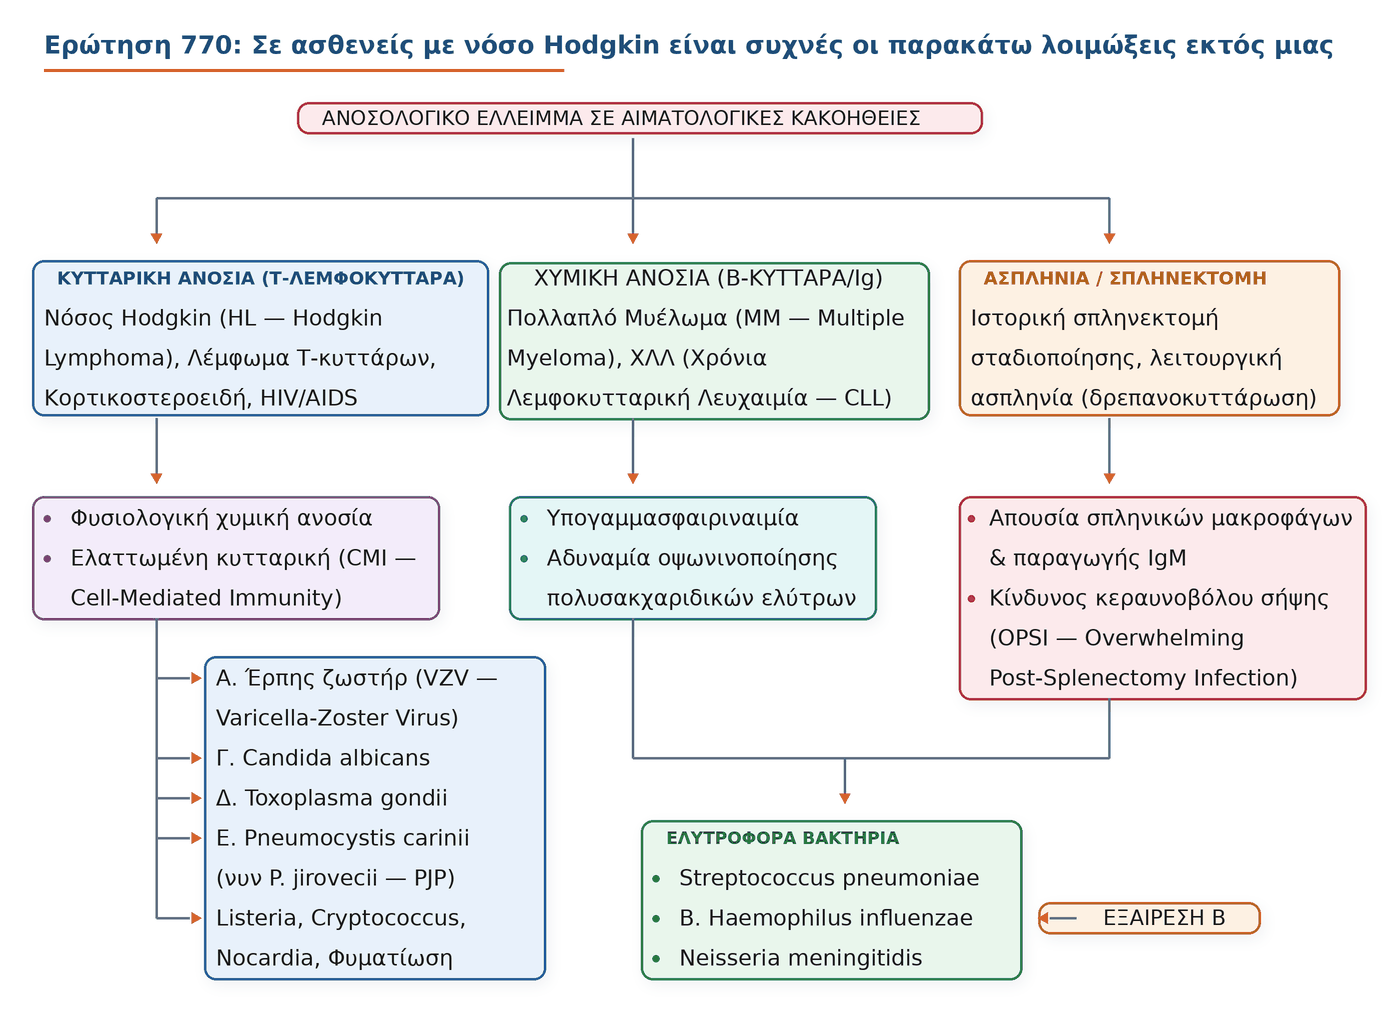 Ερώτηση 770: Σε ασθενείς με νόσο Hodgkin είναι συχνές οι παρακάτω λοιμώξεις εκτός μιας
ΑΝΟΣΟΛΟΓΙΚΟ ΕΛΛΕΙΜΜΑ ΣΕ ΑΙΜΑΤΟΛΟΓΙΚΕΣ ΚΑΚΟΗΘΕΙΕΣ
ΚΥΤΤΑΡΙΚΗ ΑΝΟΣΙΑ (Τ-ΛΕΜΦΟΚΥΤΤΑΡΑ)
Νόσος Hodgkin (HL — Hodgkin
Lymphoma), Λέμφωμα Τ-κυττάρων,
Κορτικοστεροειδή, HIV/AIDS
ΧΥΜΙΚΗ ΑΝΟΣΙΑ (Β-ΚΥΤΤΑΡΑ/Ig)
Πολλαπλό Μυέλωμα (MM — Multiple
Myeloma), ΧΛΛ (Χρόνια
Λεμφοκυτταρική Λευχαιμία — CLL)
ΑΣΠΛΗΝΙΑ / ΣΠΛΗΝΕΚΤΟΜΗ
Ιστορική σπληνεκτομή
σταδιοποίησης, λειτουργική
ασπληνία (δρεπανοκυττάρωση)
• Φυσιολογική χυμική ανοσία
• Ελαττωμένη κυτταρική (CMI —
Cell-Mediated Immunity)
• Υπογαμμασφαιριναιμία
• Αδυναμία οψωνινοποίησης
πολυσακχαριδικών ελύτρων
• Απουσία σπληνικών μακροφάγων
& παραγωγής IgM
• Κίνδυνος κεραυνοβόλου σήψης
(OPSI — Overwhelming
Post-Splenectomy Infection)
Α. Έρπης ζωστήρ (VZV —
Varicella-Zoster Virus)
Γ. Candida albicans
Δ. Toxoplasma gondii
Ε. Pneumocystis carinii
(νυν P. jirovecii — PJP)
Listeria, Cryptococcus,
Nocardia, Φυματίωση
ΕΛΥΤΡΟΦΟΡΑ ΒΑΚΤΗΡΙΑ
• Streptococcus pneumoniae
• Β. Haemophilus influenzae
• Neisseria meningitidis
ΕΞΑΙΡΕΣΗ Β